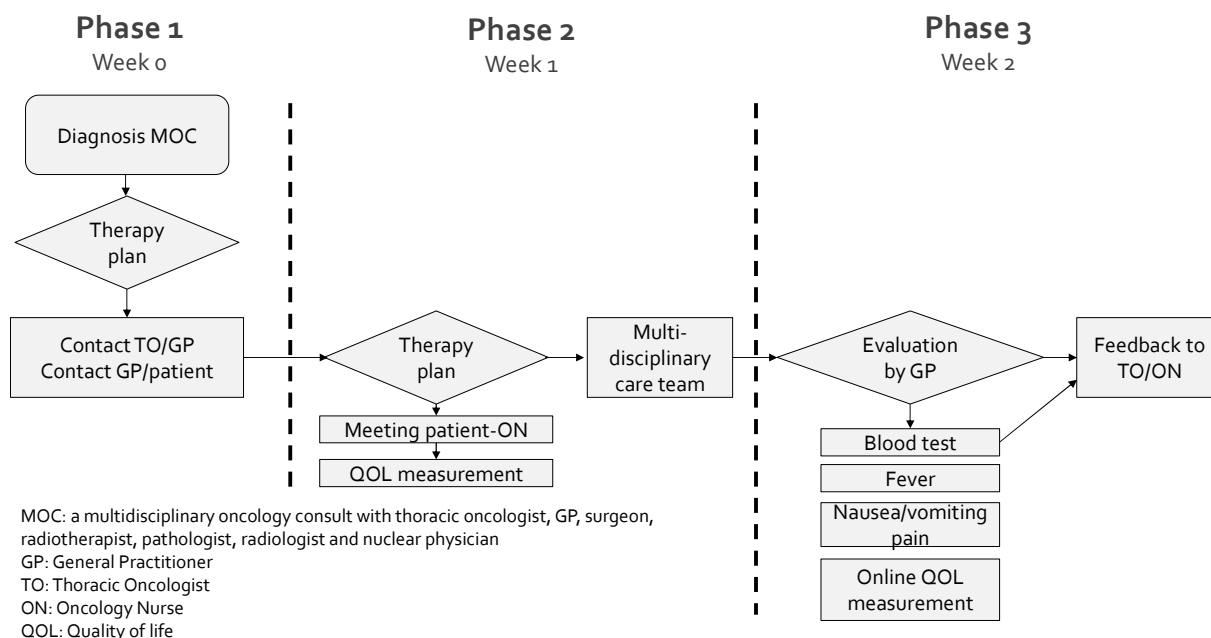 Phase 1
Week 0
Phase 2
Week 1
Phase 3
Week 2
Diagnosis MOC
Therapy
plan
Contact TO/GP
Contact GP/patient
Therapy
plan
Meeting patient-ON
QOL measurement
Multi-
disciplinary
care team
Evaluation
by GP
Blood test
Fever
Nausea/vomiting
pain
Online QOL
measurement
Feedback to
TO/ON
MOC: a multidisciplinary oncology consult with thoracic oncologist, GP, surgeon,
radiotherapist, pathologist, radiologist and nuclear physician
GP: General Practitioner
TO: Thoracic Oncologist
ON: Oncology Nurse
QOL: Quality of life